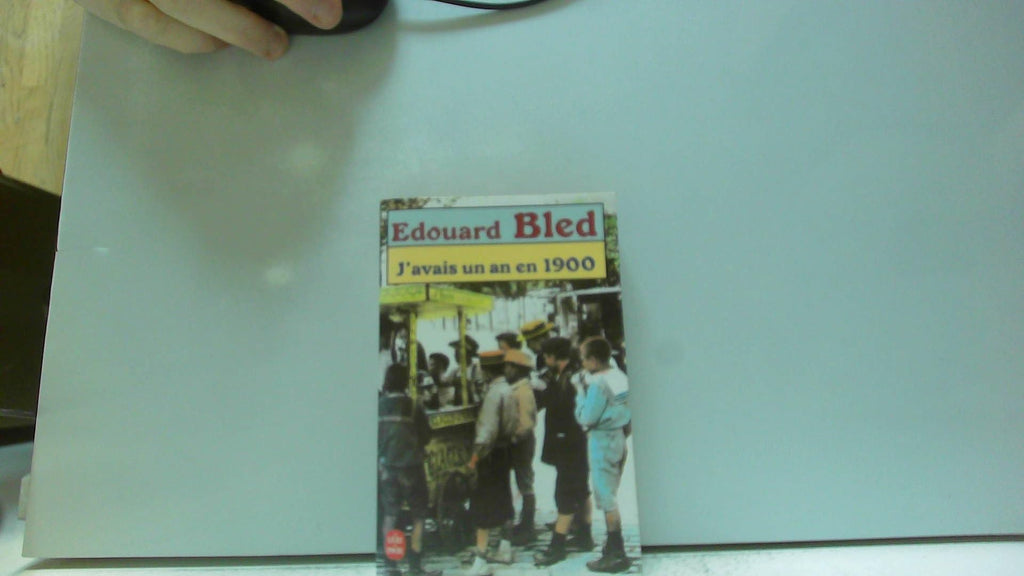 Edouard Bled
J'avais un an en 1900